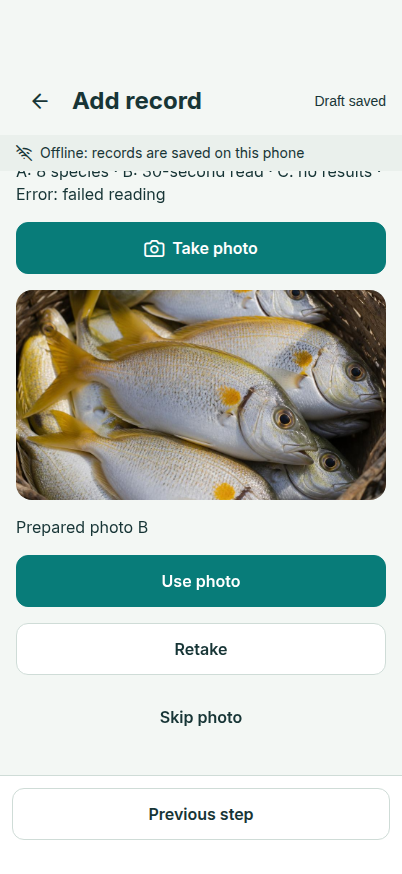 Add record
Draft saved
Offline: records are saved on this phone
A: 8 species · B: 30-second read · C: no results ·
Error: failed reading
Take photo
Prepared photo B
Use photo
Retake
Skip photo
Previous step